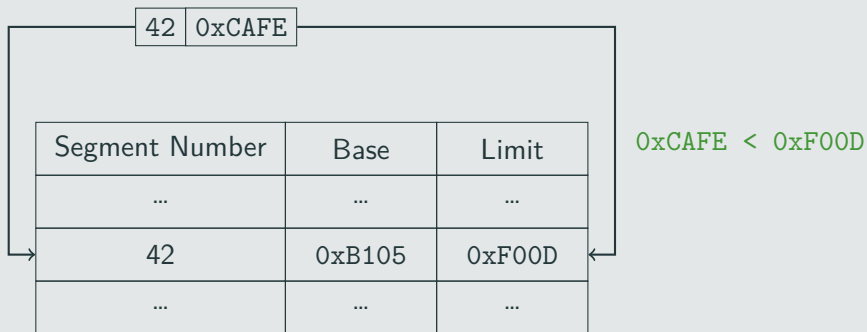 42 0xCAFE
0xCAFE < 0xF00D
Segment Number Base Limit
... ... ...
42 0xB105 0xF00D
... ... ...